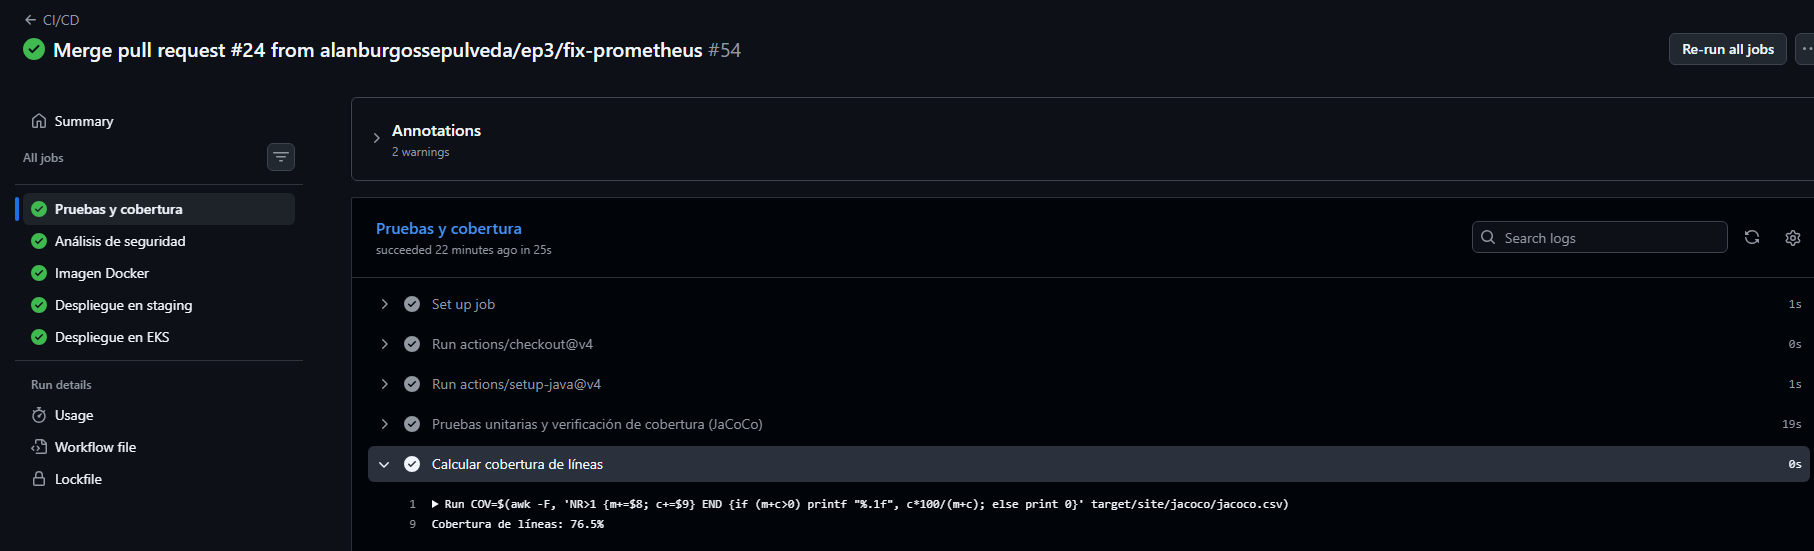 ← CI/CD
Merge pull request #24 from alanburgossepulveda/ep3/fix-prometheus #54
Re-run all jobs
Summary
All jobs
Pruebas y cobertura
Análisis de seguridad
Imagen Docker
Despliegue en staging
Despliegue en EKS
Run details
Usage
Workflow file
Lockfile
Annotations
2 warnings
Pruebas y cobertura
succeeded 22 minutes ago in 25s
Search logs
Set up job 1s
Run actions/checkout@v4 0s
Run actions/setup-java@v4 1s
Pruebas unitarias y verificación de cobertura (JaCoCo) 19s
Calcular cobertura de líneas 0s
1 ▶ Run COV=$(awk -F, 'NR>1 {m+=$8; c+=$9} END {if (m+c>0) printf "%.1f", c*100/(m+c); else print 0}' target/site/jacoco/jacoco.csv)
9 Cobertura de líneas: 76.5%